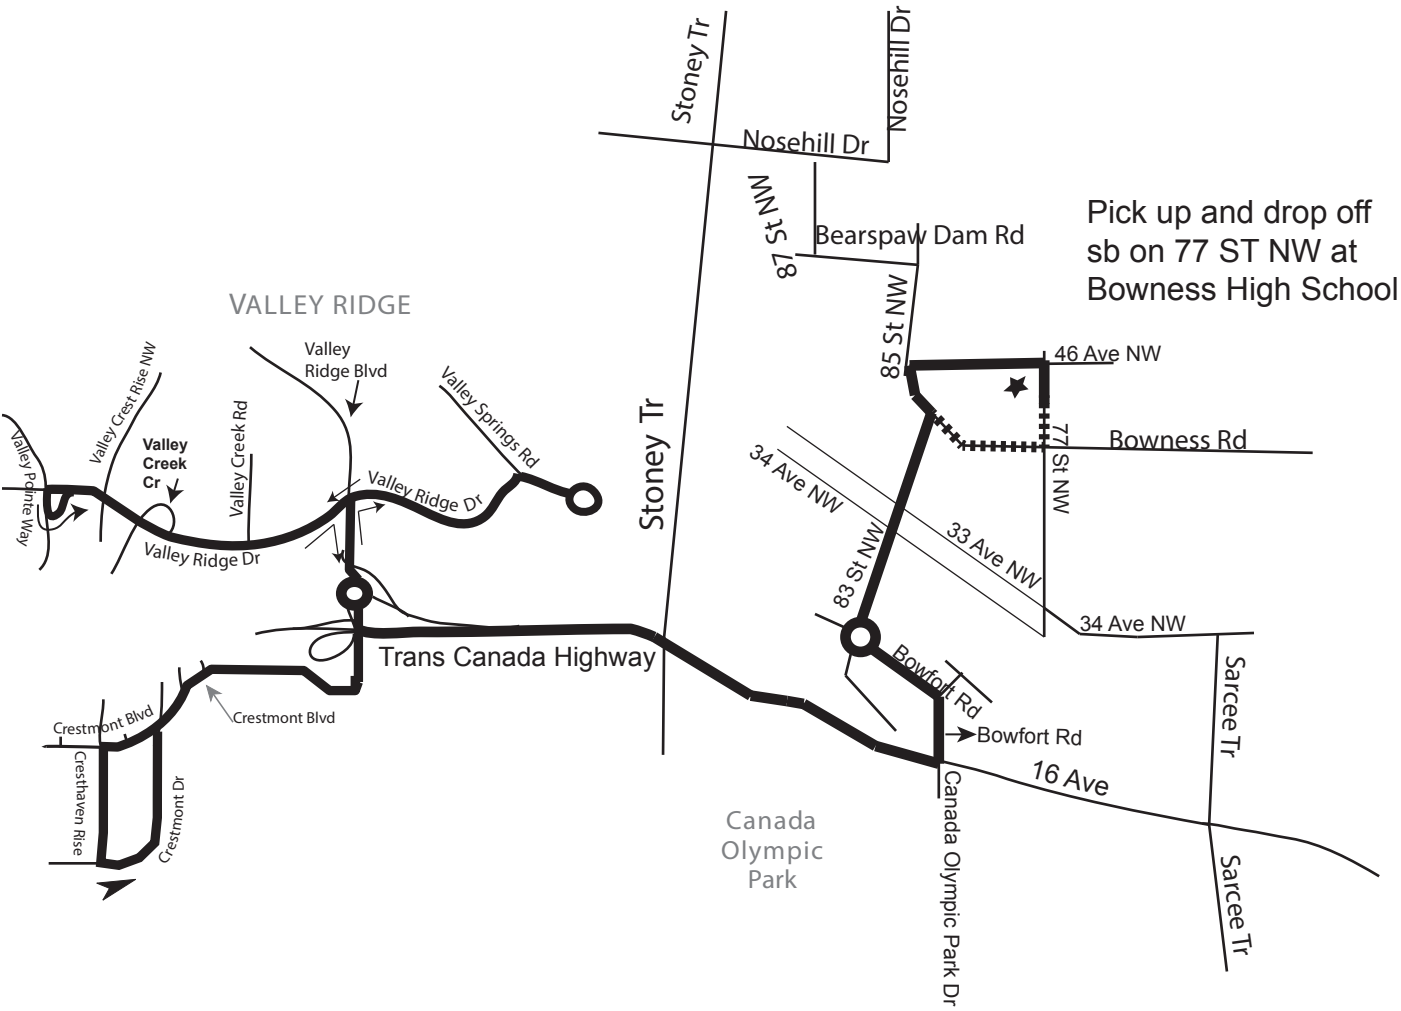 Stoney Tr
Nosehill Dr
Nosehill Dr
87 St NW
Bearspaw Dam Rd
Pick up and drop off
sb on 77 ST NW at
Bowness High School
85 St NW
46 Ave NW
VALLEY RIDGE
Valley
Ridge Blvd
Valley Crest Rise NW
Valley Springs Rd
Valley Creek Rd
Valley
Creek
Cr
Valley Pointe Way
Valley Ridge Dr
Valley Ridge Dr
Stoney Tr
77 St NW
Bowness Rd
34 Ave NW
33 Ave NW
83 St NW
34 Ave NW
Trans Canada Highway
Bowfort Rd
Bowfort Rd
Sarcee Tr
Crestmont Blvd
Crestmont Blvd
Cresthaven Rise
Crestmont Dr
16 Ave
Canada
Olympic
Park
Canada Olympic Park Dr
Sarcee Tr